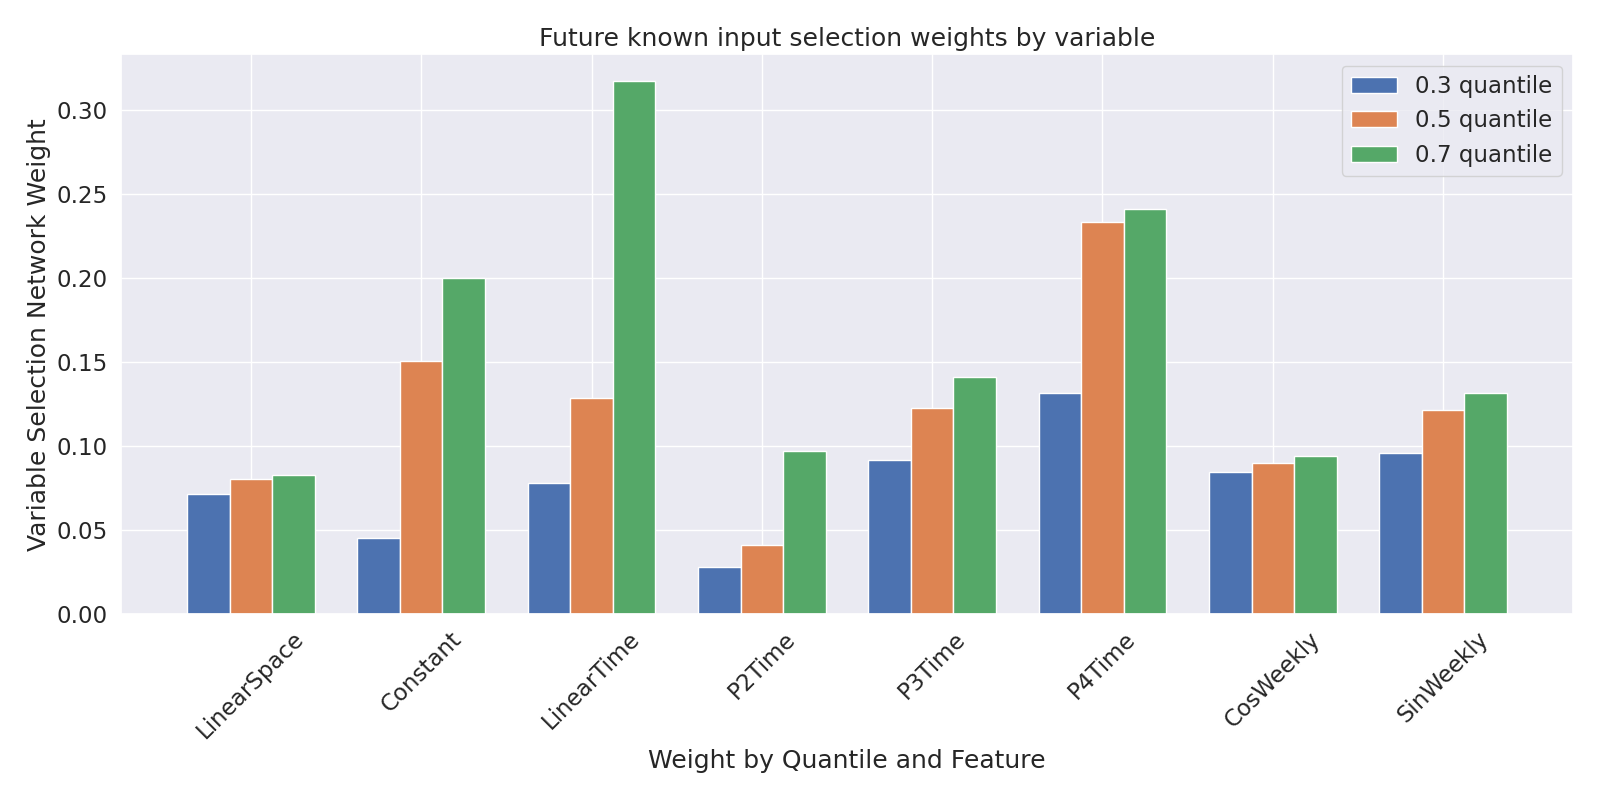 Future known input selection weights by variable
0.3 quantile
0.5 quantile
0.7 quantile
Variable Selection Network Weight
0.30
0.25
0.20
0.15
0.10
0.05
0.00
LinearSpace
Constant
LinearTime
P2Time
P3Time
P4Time
CosWeekly
SinWeekly
Weight by Quantile and Feature